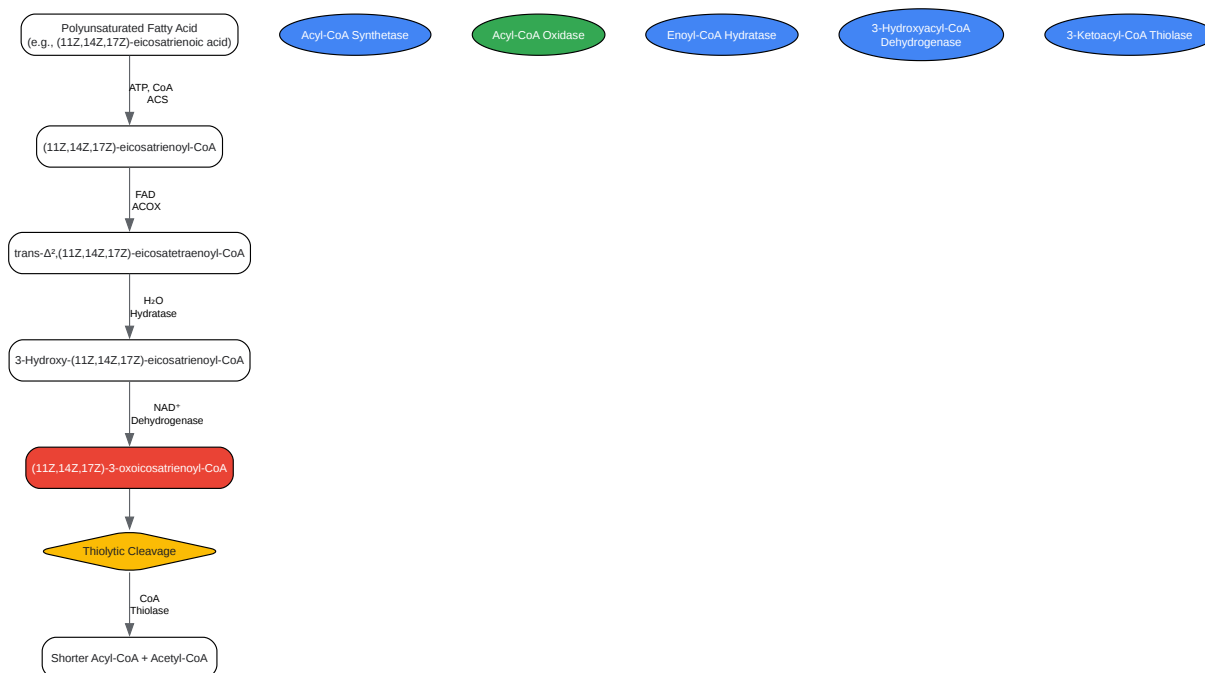 Polyunsaturated Fatty Acid
(e.g., (11Z,14Z,17Z)-eicosatrienoic acid)
Acyl-CoA Synthetase
Acyl-CoA Oxidase
Enoyl-CoA Hydratase
3-Hydroxyacyl-CoA
Dehydrogenase
3-Ketoacyl-CoA Thiolase
ATP, CoA
ACS
(11Z,14Z,17Z)-eicosatrienoyl-CoA
FAD
ACOX
trans-Δ²,(11Z,14Z,17Z)-eicosatetraenoyl-CoA
H₂O
Hydratase
3-Hydroxy-(11Z,14Z,17Z)-eicosatrienoyl-CoA
NAD⁺
Dehydrogenase
(11Z,14Z,17Z)-3-oxoicosatrienoyl-CoA
Thiolytic Cleavage
CoA
Thiolase
Shorter Acyl-CoA + Acetyl-CoA